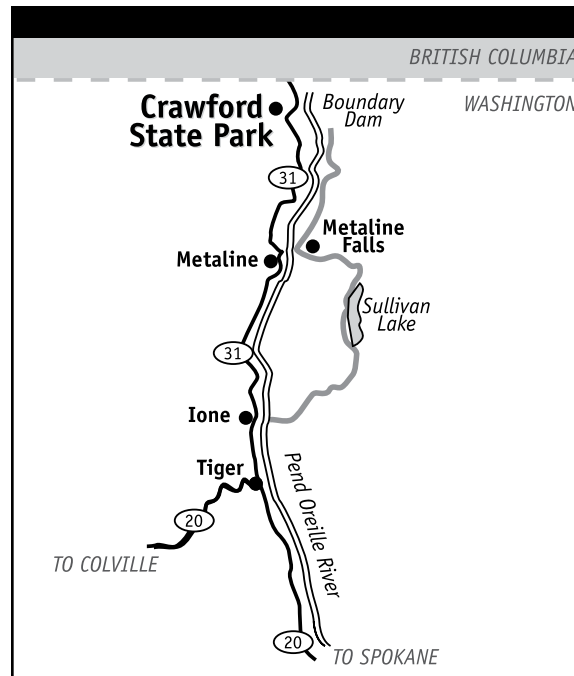 BRITISH COLUMBIA
WASHINGTON
Crawford
State Park
Boundary
Dam
31
Metaline
Falls
Metaline
Sullivan
Lake
31
Ione
Tiger
Pend Oreille River
20
TO COLVILLE
20
TO SPOKANE